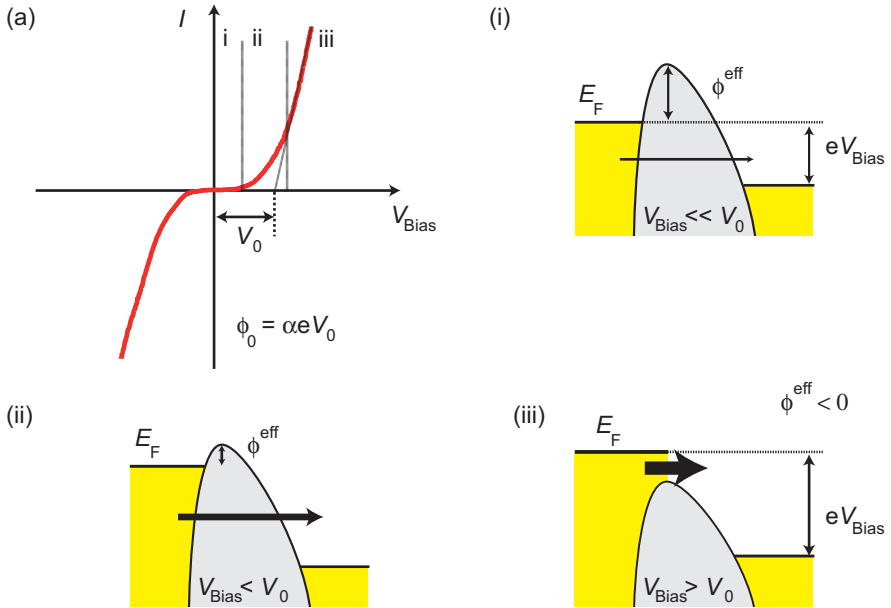 (a)
I
i ii iii
V_Bias
V_0
ϕ_0 = αeV_0
(i)
ϕ^eff
E_F
eV_Bias
V_Bias<< V_0
(ii)
E_F
ϕ^eff
V_Bias< V_0
(iii)
ϕ^eff < 0
E_F
eV_Bias
V_Bias> V_0